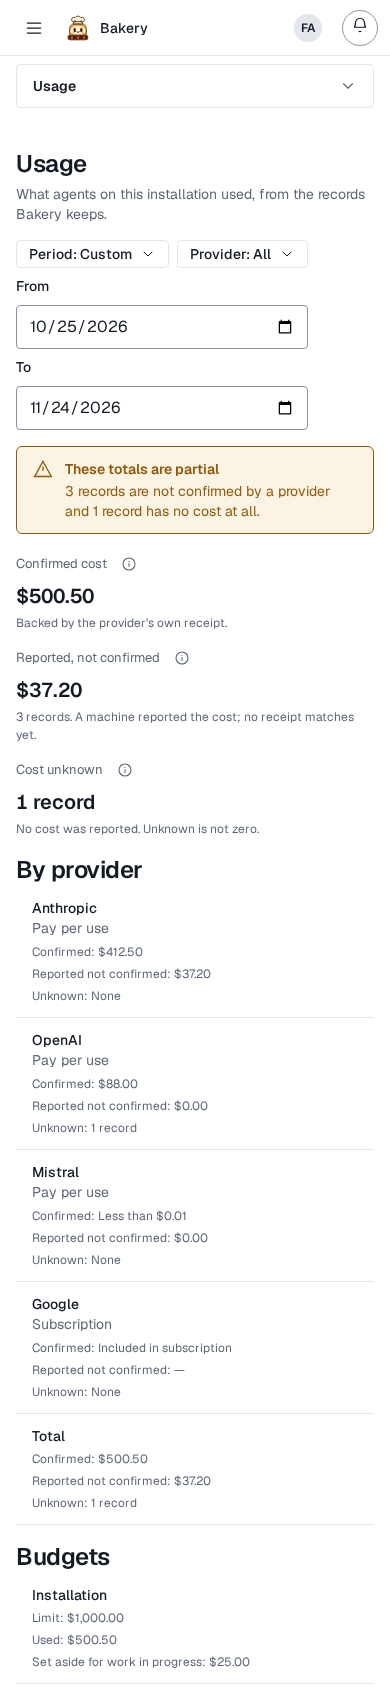 Bakery
FA
Usage
Usage
What agents on this installation used, from the records
Bakery keeps.
Period: Custom
Provider: All
From
10/25/2026
To
11/24/2026
These totals are partial
3 records are not confirmed by a provider
and 1 record has no cost at all.
Confirmed cost
$500.50
Backed by the provider's own receipt.
Reported, not confirmed
$37.20
3 records. A machine reported the cost; no receipt matches
yet.
Cost unknown
1 record
No cost was reported. Unknown is not zero.
By provider
Anthropic
Pay per use
Confirmed: $412.50
Reported not confirmed: $37.20
Unknown: None
OpenAI
Pay per use
Confirmed: $88.00
Reported not confirmed: $0.00
Unknown: 1 record
Mistral
Pay per use
Confirmed: Less than $0.01
Reported not confirmed: $0.00
Unknown: None
Google
Subscription
Confirmed: Included in subscription
Reported not confirmed: —
Unknown: None
Total
Confirmed: $500.50
Reported not confirmed: $37.20
Unknown: 1 record
Budgets
Installation
Limit: $1,000.00
Used: $500.50
Set aside for work in progress: $25.00